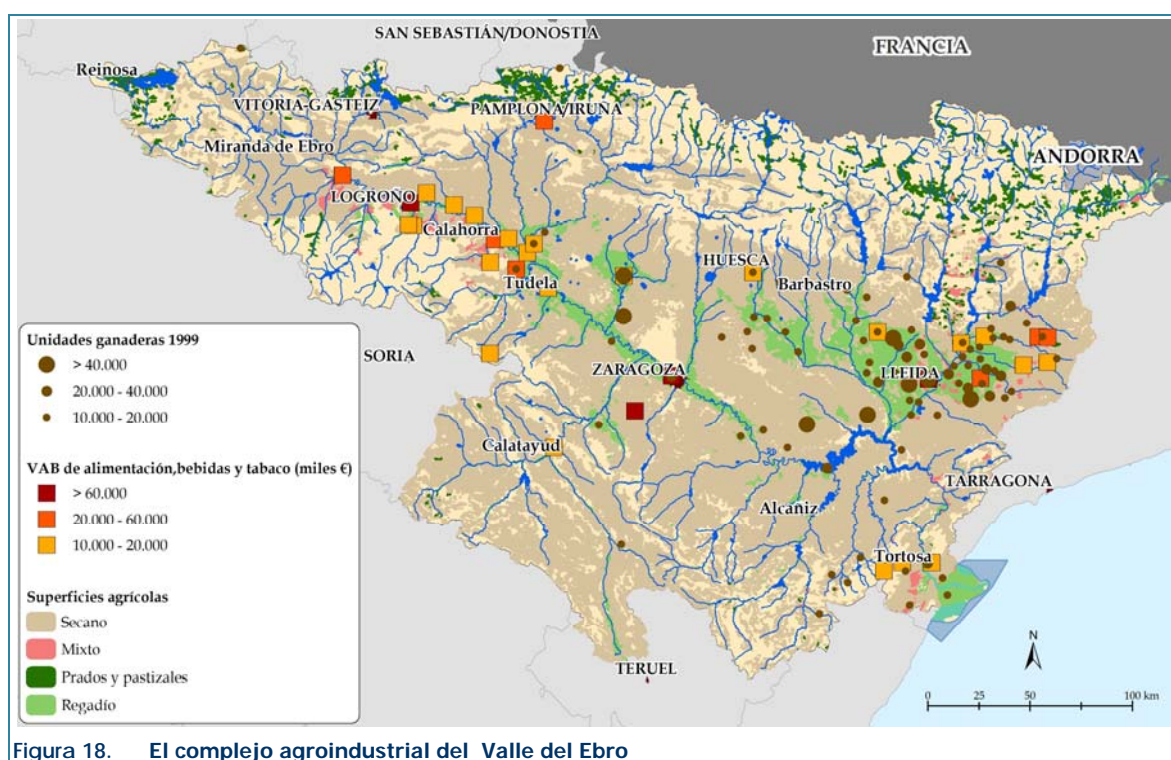 SAN SEBASTIÁN/DONOSTIA
FRANCIA
Reinosa
VITORIA-GASTEIZ
PAMPLONA/IRUÑA
Miranda de Ebro
ANDORRA
LOGROÑO
Calahorra
HUESCA
Barbastro
Tudela
SORIA
ZARAGOZA
LLEIDA
Calatayud
TARRAGONA
Alcañiz
Tortosa
TERUEL
Unidades ganaderas 1999
> 40.000
20.000 - 40.000
10.000 - 20.000
VAB de alimentación,bebidas y tabaco (miles €)
> 60.000
20.000 - 60.000
10.000 - 20.000
Superficies agrícolas
Secano
Mixto
Prados y pastizales
Regadío
N
0 25 50 100 km
Figura 18. El complejo agroindustrial del Valle del Ebro